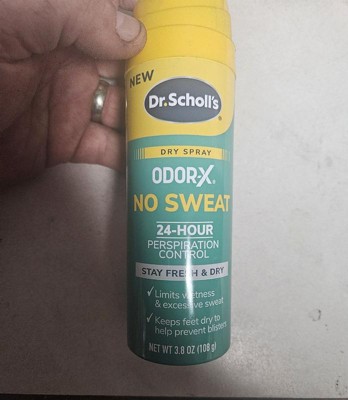 NEW
Dr.Scholl's
DRY SPRAY
ODOR-X®
NO SWEAT
24-HOUR
PERSPIRATION
CONTROL
STAY FRESH & DRY
✓ Limits wetness
& excessive sweat
✓ Keeps feet dry to
help prevent blisters
NET WT 3.8 OZ (108 g)